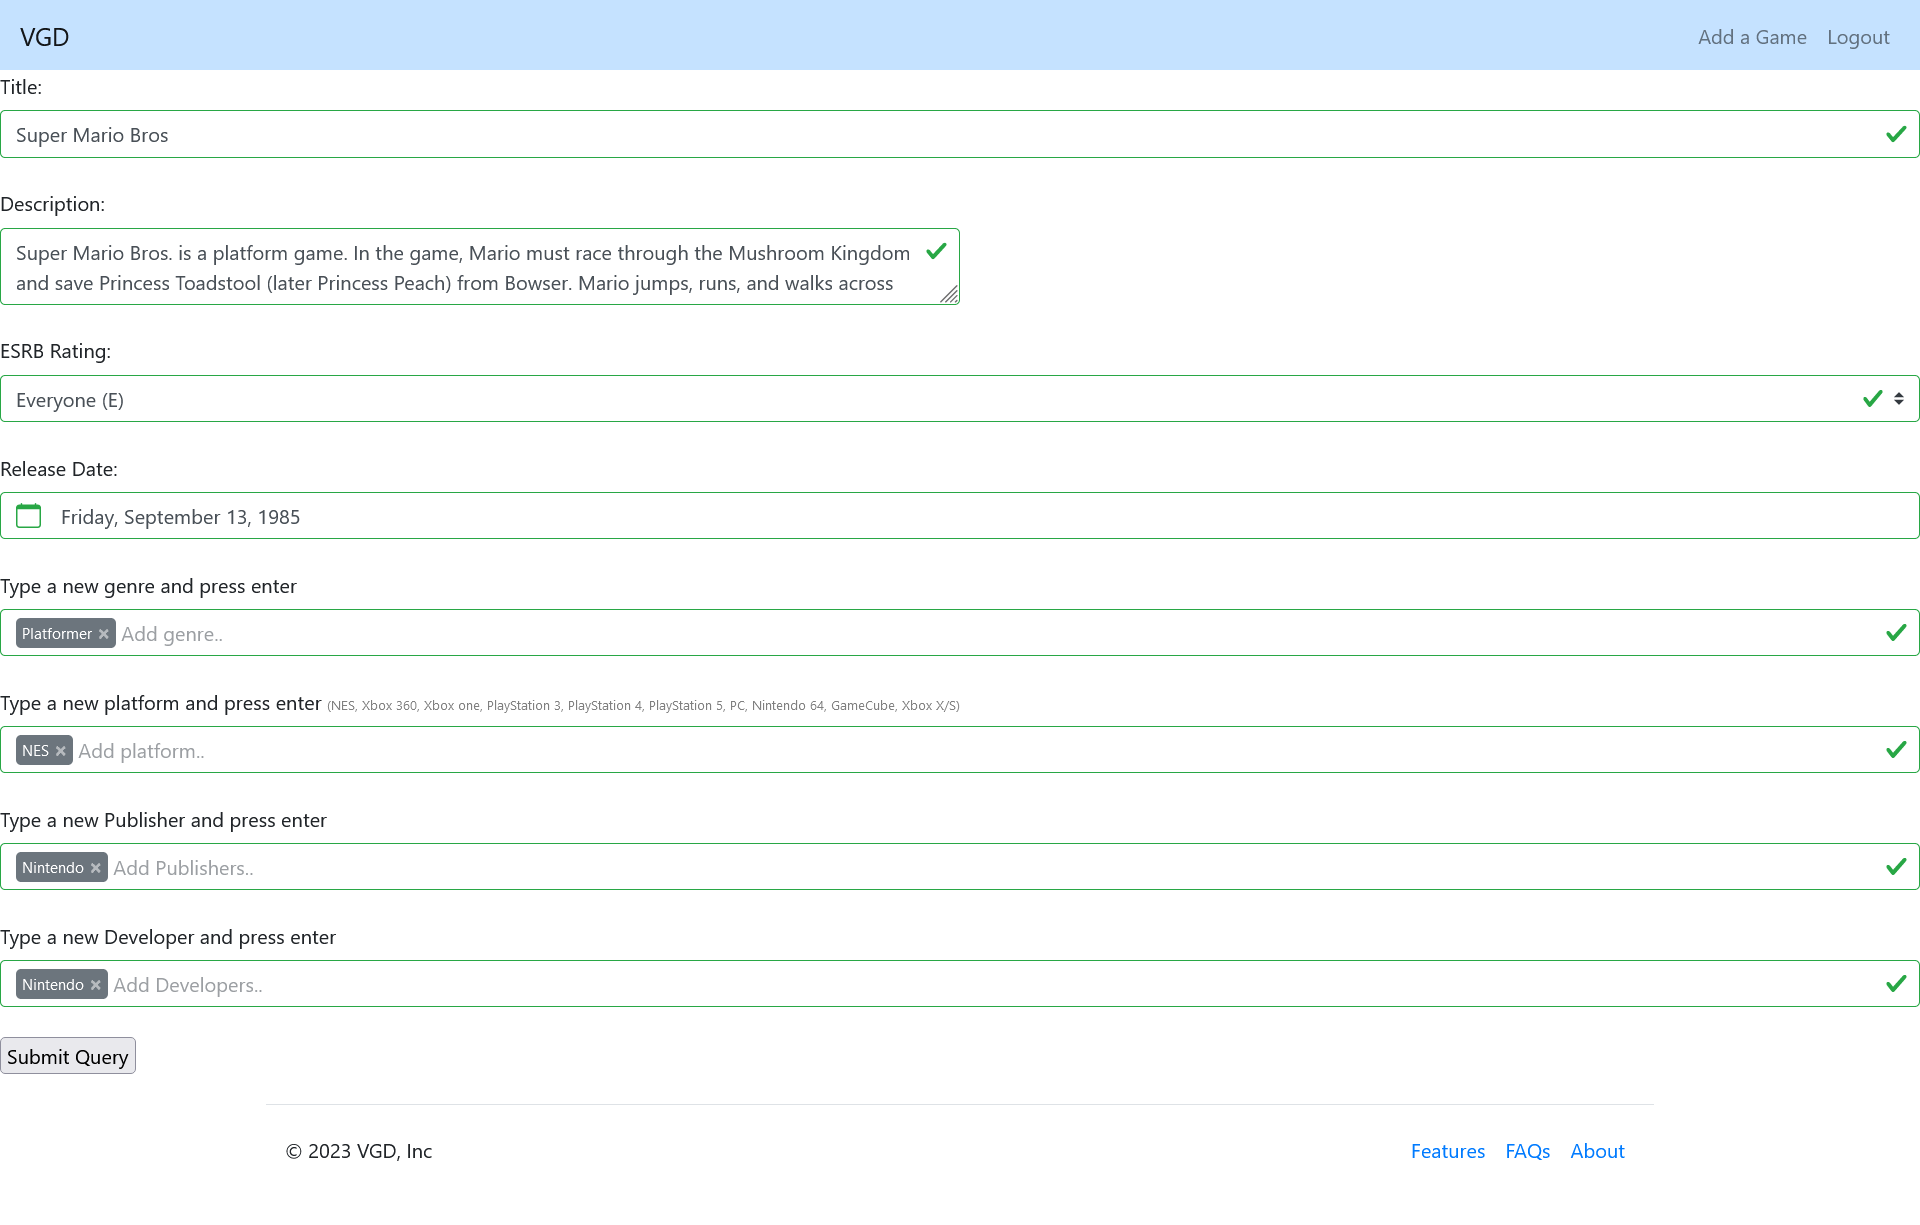 VGD
Add a Game Logout
Title:
Super Mario Bros
Description:
Super Mario Bros. is a platform game. In the game, Mario must race through the Mushroom Kingdom
and save Princess Toadstool (later Princess Peach) from Bowser. Mario jumps, runs, and walks across
ESRB Rating:
Everyone (E)
Release Date:
Friday, September 13, 1985
Type a new genre and press enter
Platformer × Add genre..
Type a new platform and press enter (NES, Xbox 360, Xbox one, PlayStation 3, PlayStation 4, PlayStation 5, PC, Nintendo 64, GameCube, Xbox X/S)
NES × Add platform..
Type a new Publisher and press enter
Nintendo × Add Publishers..
Type a new Developer and press enter
Nintendo × Add Developers..
Submit Query
© 2023 VGD, Inc
Features FAQs About